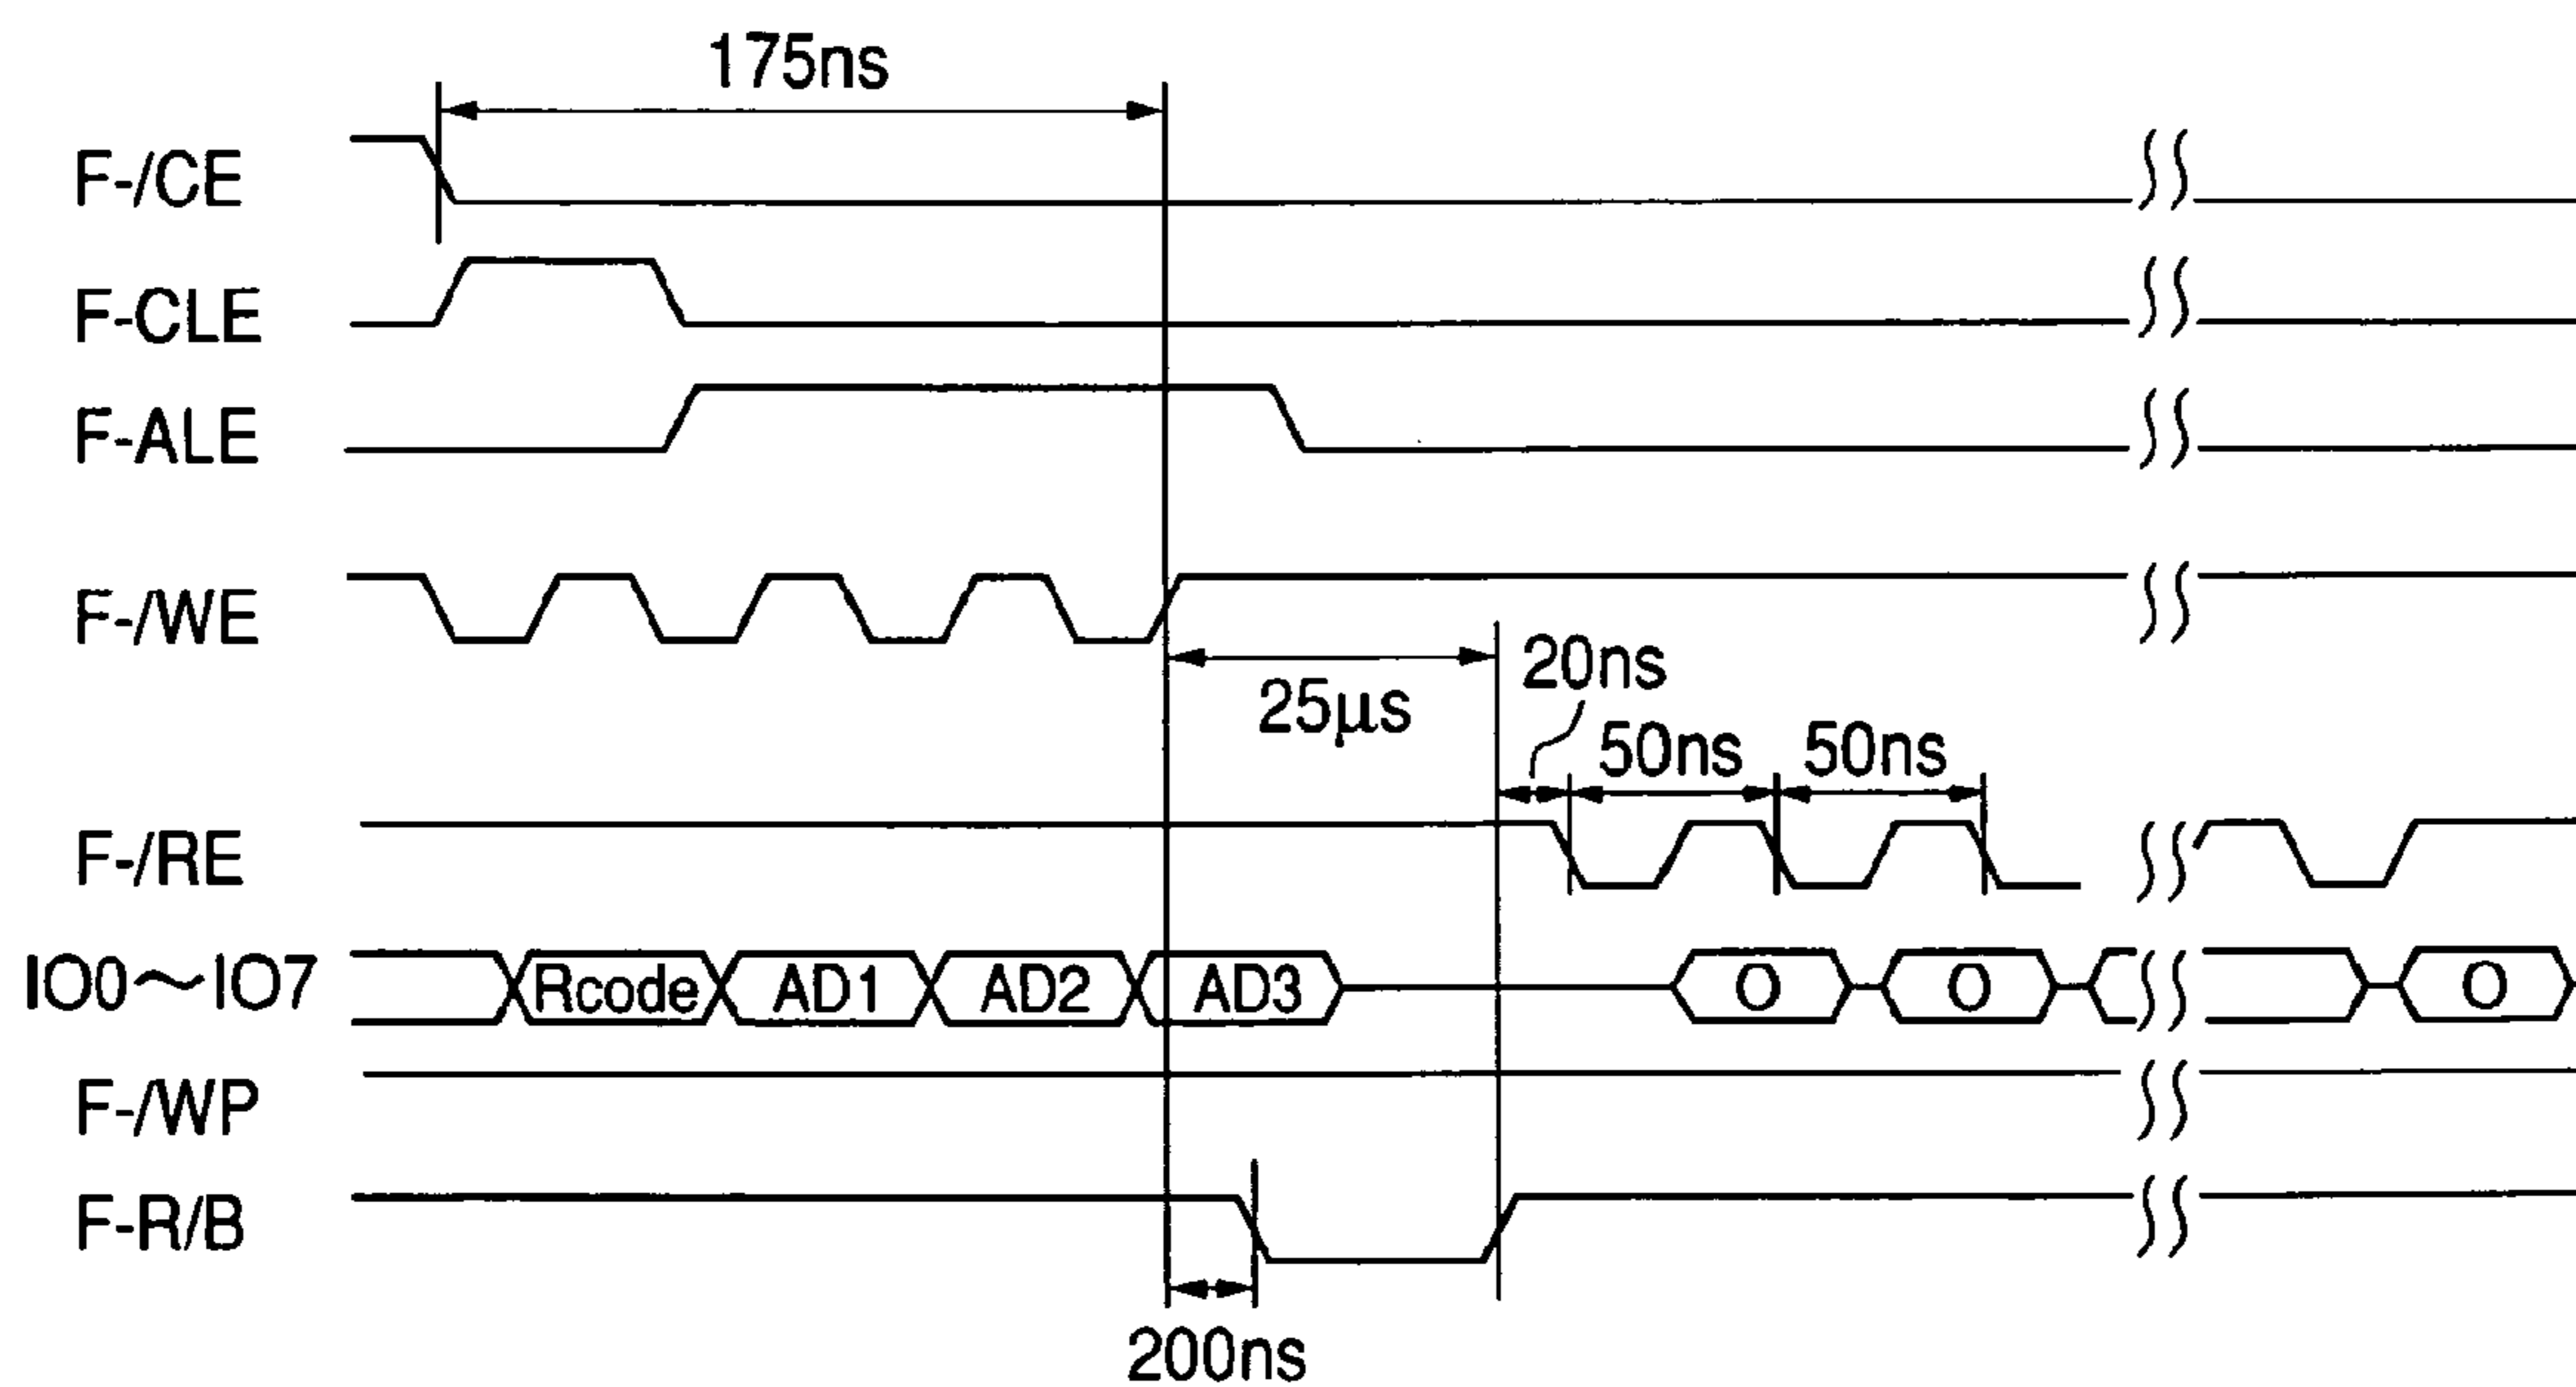 175ns
F-/CE
F-CLE
F-ALE
F-/WE
20ns
25μs
50ns 50ns
F-/RE
IO0～IO7 Rcode AD1 AD2 AD3 O O O
F-/WP
F-R/B
200ns